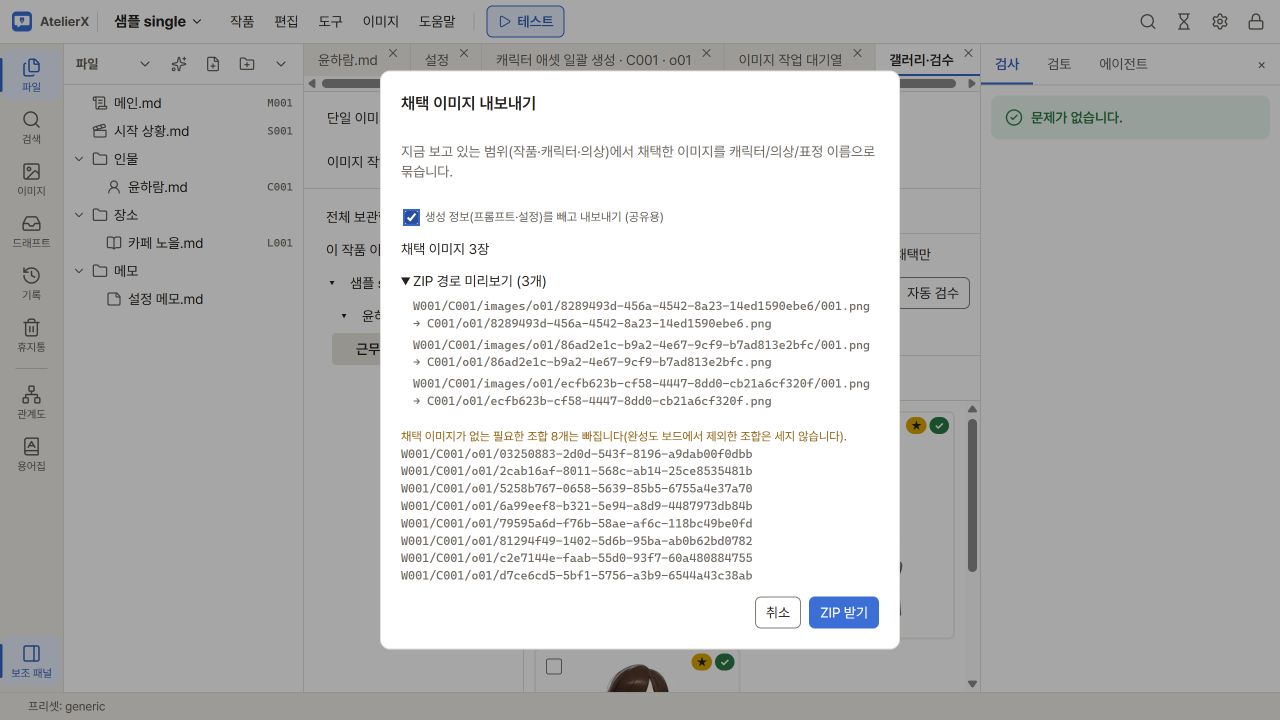 AtelierX
샘플 single
작품
편집
도구
이미지
도움말
테스트
파일
검색
이미지
드래프트
기록
휴지통
관계도
용어집
보조 패널
파일
메인.md M001
시작 상황.md S001
인물
윤하람.md C001
장소
카페 노을.md L001
메모
설정 메모.md
윤하람.md
설정
캐릭터 애셋 일괄 생성 · C001 · o01
이미지 작업 대기열
갤러리·검수
단일 이미
이미지 작
전체 보관
이 작품 이
샘플
윤하
근무
채택만
자동 검수
채택 이미지 내보내기
지금 보고 있는 범위(작품·캐릭터·의상)에서 채택한 이미지를 캐릭터/의상/표정 이름으로
묶습니다.
생성 정보(프롬프트·설정)를 빼고 내보내기 (공유용)
채택 이미지 3장
▼ZIP 경로 미리보기 (3개)
W001/C001/images/o01/8289493d-456a-4542-8a23-14ed1590ebe6/001.png
→ C001/o01/8289493d-456a-4542-8a23-14ed1590ebe6.png
W001/C001/images/o01/86ad2e1c-b9a2-4e67-9cf9-b7ad813e2bfc/001.png
→ C001/o01/86ad2e1c-b9a2-4e67-9cf9-b7ad813e2bfc.png
W001/C001/images/o01/ecfb623b-cf58-4447-8dd0-cb21a6cf320f/001.png
→ C001/o01/ecfb623b-cf58-4447-8dd0-cb21a6cf320f.png
채택 이미지가 없는 필요한 조합 8개는 빠집니다(완성도 보드에서 제외한 조합은 세지 않습니다).
W001/C001/o01/03250883-2d0d-543f-8196-a9dab00f0dbb
W001/C001/o01/2cab16af-8011-568c-ab14-25ce8535481b
W001/C001/o01/5258b767-0658-5639-85b5-6755a4e37a70
W001/C001/o01/6a99eef8-b321-5e94-a8d9-4487973db84b
W001/C001/o01/79595a6d-f76b-58ae-af6c-118bc49be0fd
W001/C001/o01/81294f49-1402-5d6b-95ba-ab0b62bd0782
W001/C001/o01/c2e7144e-faab-55d0-93f7-60a480884755
W001/C001/o01/d7ce6cd5-5bf1-5756-a3b9-6544a43c38ab
취소
ZIP 받기
검사
검토
에이전트
문제가 없습니다.
프리셋: generic